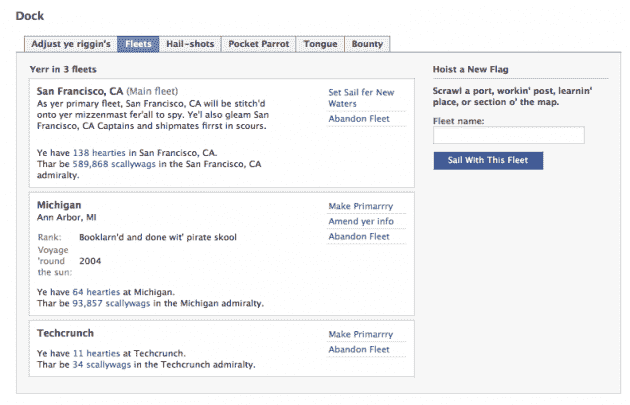 Dock
Adjust ye riggin's Fleets Hail-shots Pocket Parrot Tongue Bounty
Yerr in 3 fleets
San Francisco, CA (Main fleet)
As yer primary fleet, San Francisco, CA will be stitch'd
onto yer mizzenmast fer'all to spy. Ye'l also gleam San
Francisco, CA Captains and shipmates firrst in scours.
Ye have 138 hearties in San Francisco, CA.
Thar be 589,868 scallywags in the San Francisco, CA
admiralty.
Set Sail fer New
Waters
Abandon Fleet
Michigan
Ann Arbor, MI
Rank: Booklarn'd and done wit' pirate skool
Voyage
'round
the sun: 2004
Ye have 64 hearties at Michigan.
Thar be 93,857 scallywags in the Michigan admiralty.
Make Primarrry
Amend yer info
Abandon Fleet
Techcrunch
Ye have 11 hearties at Techcrunch.
Thar be 34 scallywags in the Techcrunch admiralty.
Make Primarrry
Abandon Fleet
Hoist a New Flag
Scrawl a port, workin' post, learnin'
place, or section o' the map.
Fleet name:
Sail With This Fleet